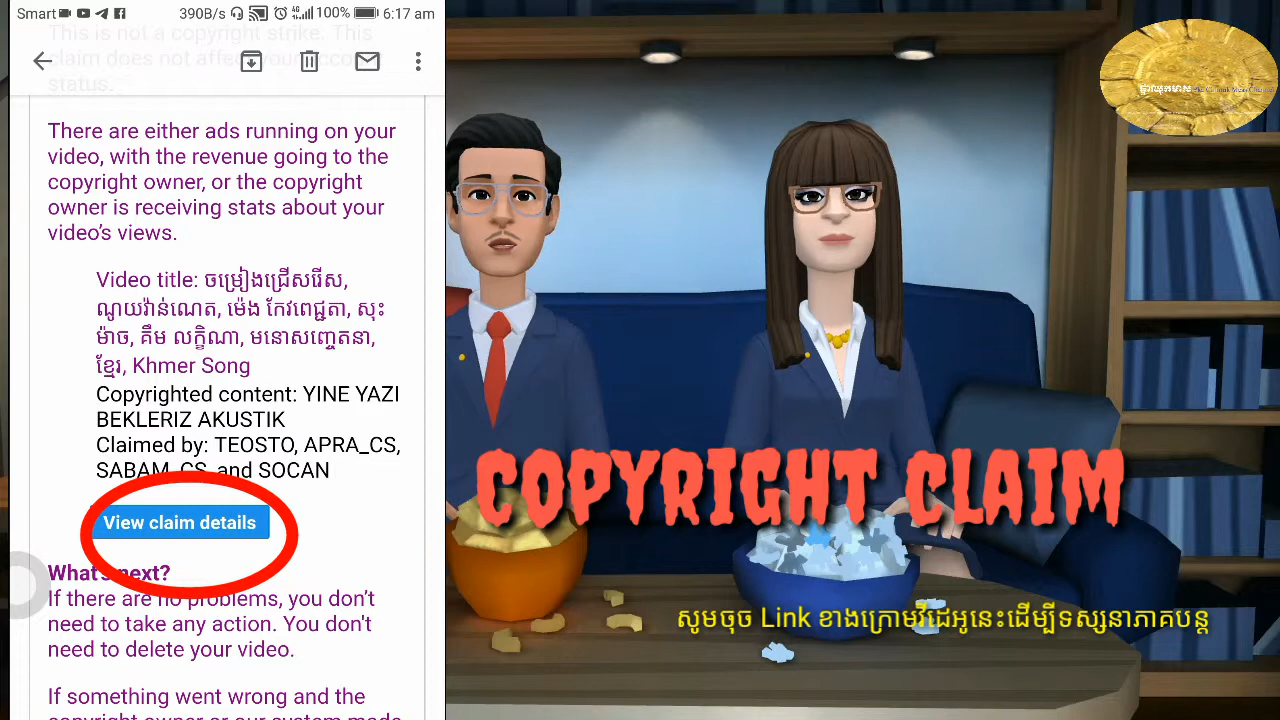 Smart
390B/s
4G
100%
6:17 am
This is not a copyright strike. This
claim does not affect your account
status.
There are either ads running on your
video, with the revenue going to the
copyright owner, or the copyright
owner is receiving stats about your
video's views.
Video title: ចម្រៀងជ្រើសរើស,
ណូយវ៉ាន់ណេត, ម៉េង កែវពេជ្ជតា, សុះ
ម៉ាច, គឹម លក្ខិណា, មនោសញ្ចេតនា,
ខ្មែរ, Khmer Song
Copyrighted content: YINE YAZI
BEKLERIZ AKUSTIK
Claimed by: TEOSTO, APRA_CS,
SABAM_CS, and SOCAN
View claim details
What's next?
If there are no problems, you don't
need to take any action. You don't
need to delete your video.
If something went wrong and the
copyright owner or our system made
COPYRIGHT CLAIM
សូមចុច Link ខាងក្រោមវីដេអូនេះដើម្បីទស្សនាភាគបន្ត